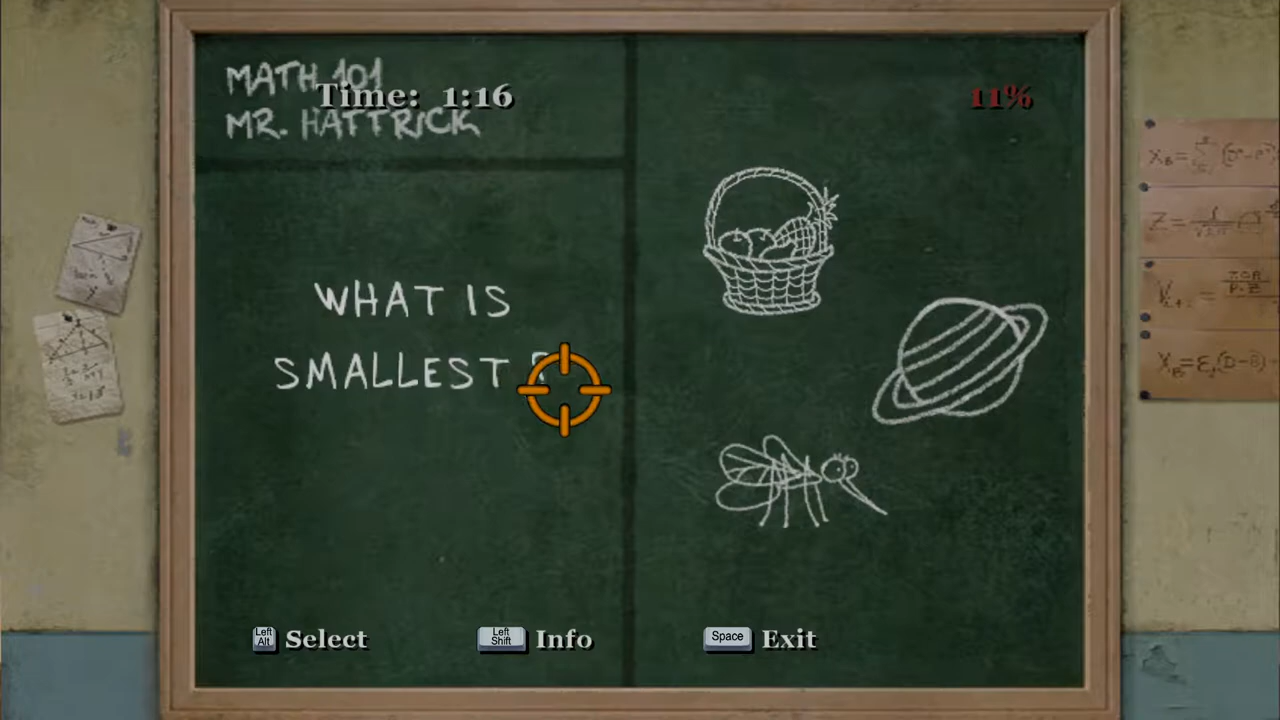 MATH 101
MR. HATTRICK
Time: 1:16
11%
WHAT IS
SMALLEST ?
Left Alt Select
Left Shift Info
Space Exit